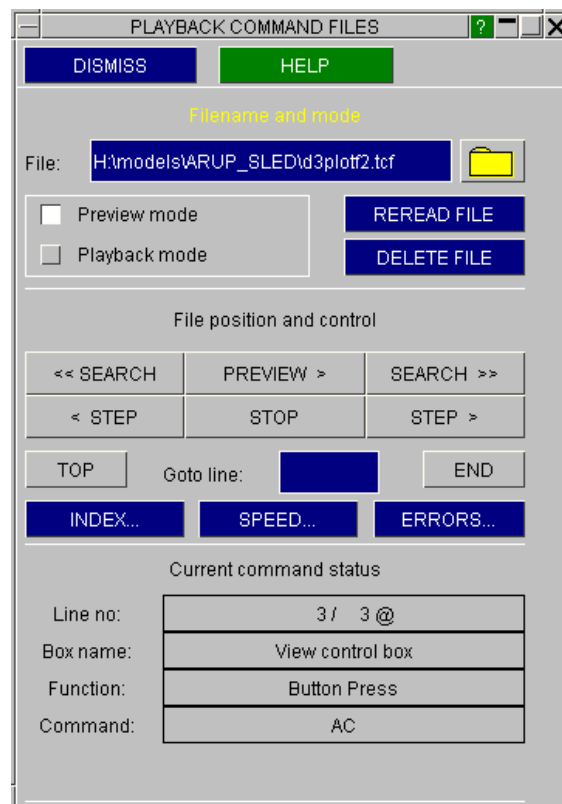 PLAYBACK COMMAND FILES ?
DISMISS HELP
Filename and mode
File: H:\models\ARUP_SLED\d3plotf2.tcf
Preview mode REREAD FILE
Playback mode DELETE FILE
File position and control
<< SEARCH PREVIEW > SEARCH >>
< STEP STOP STEP >
TOP Goto line: END
INDEX... SPEED... ERRORS...
Current command status
Line no: 3 / 3 @
Box name: View control box
Function: Button Press
Command: AC